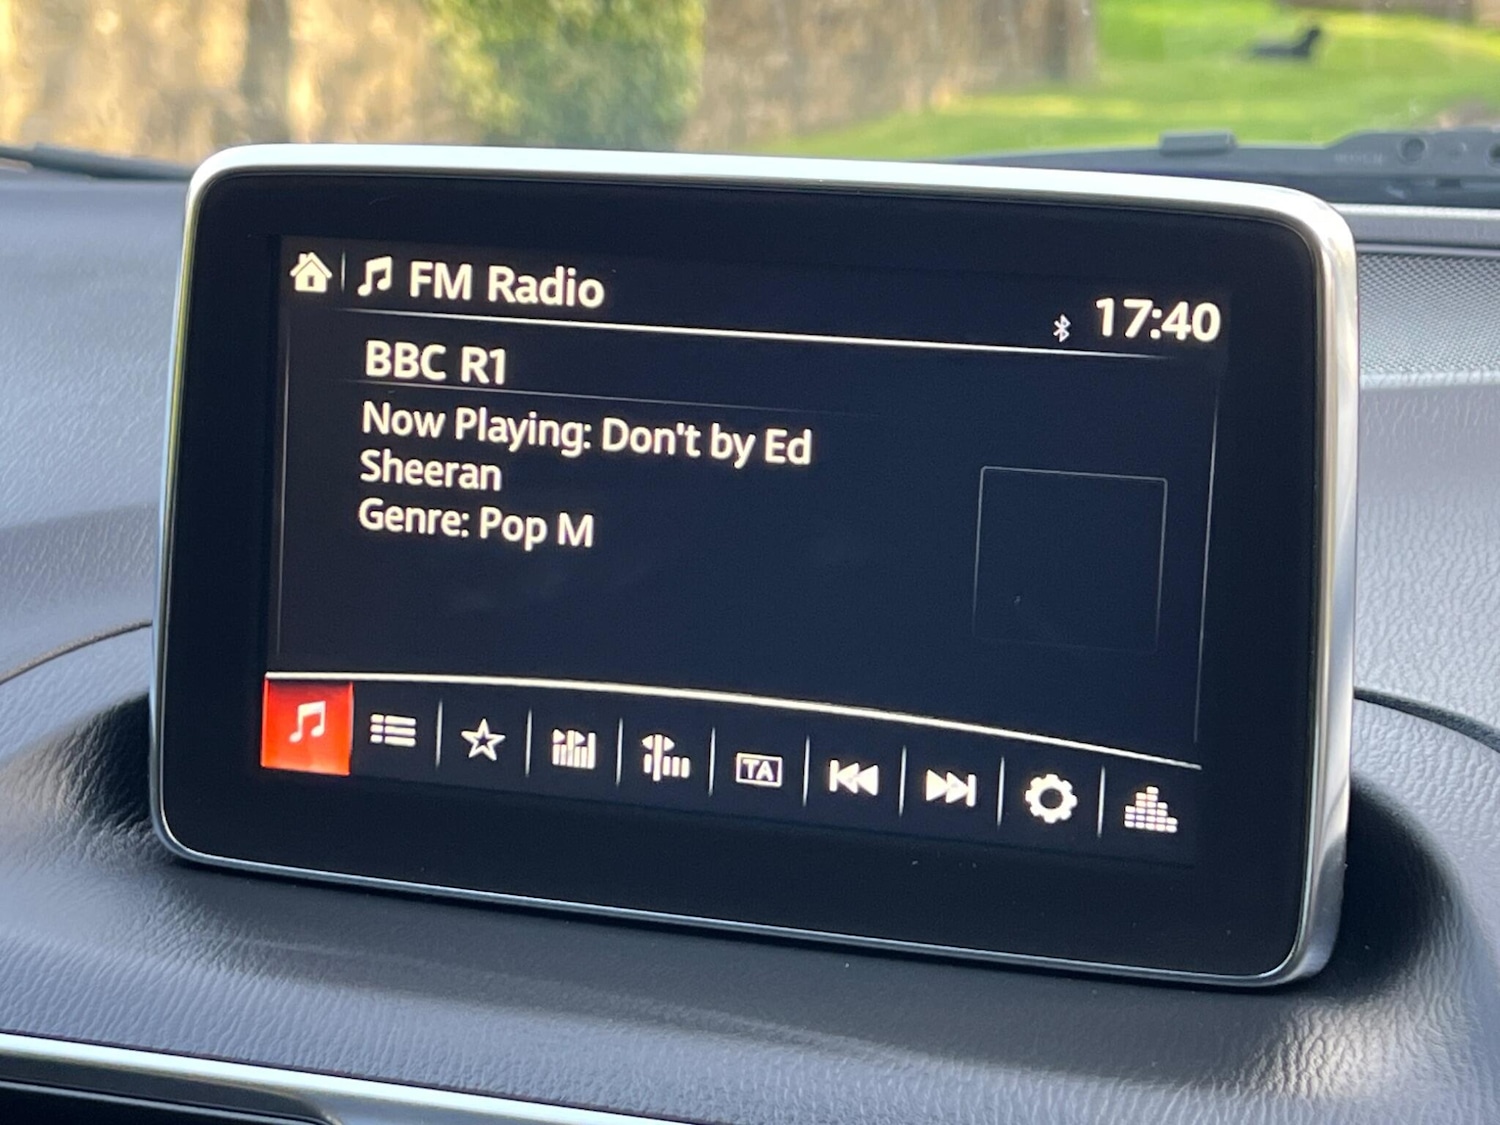 FM Radio
17:40
BBC R1
Now Playing: Don't by Ed
Sheeran
Genre: Pop M
TA